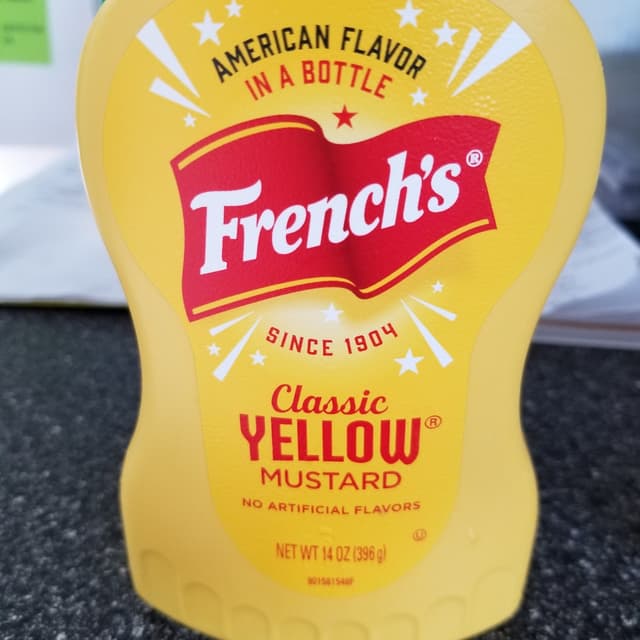 AMERICAN FLAVOR
IN A BOTTLE
French's®
SINCE 1904
Classic
YELLOW®
MUSTARD
NO ARTIFICIAL FLAVORS
U
NET WT 14 OZ (396 g)